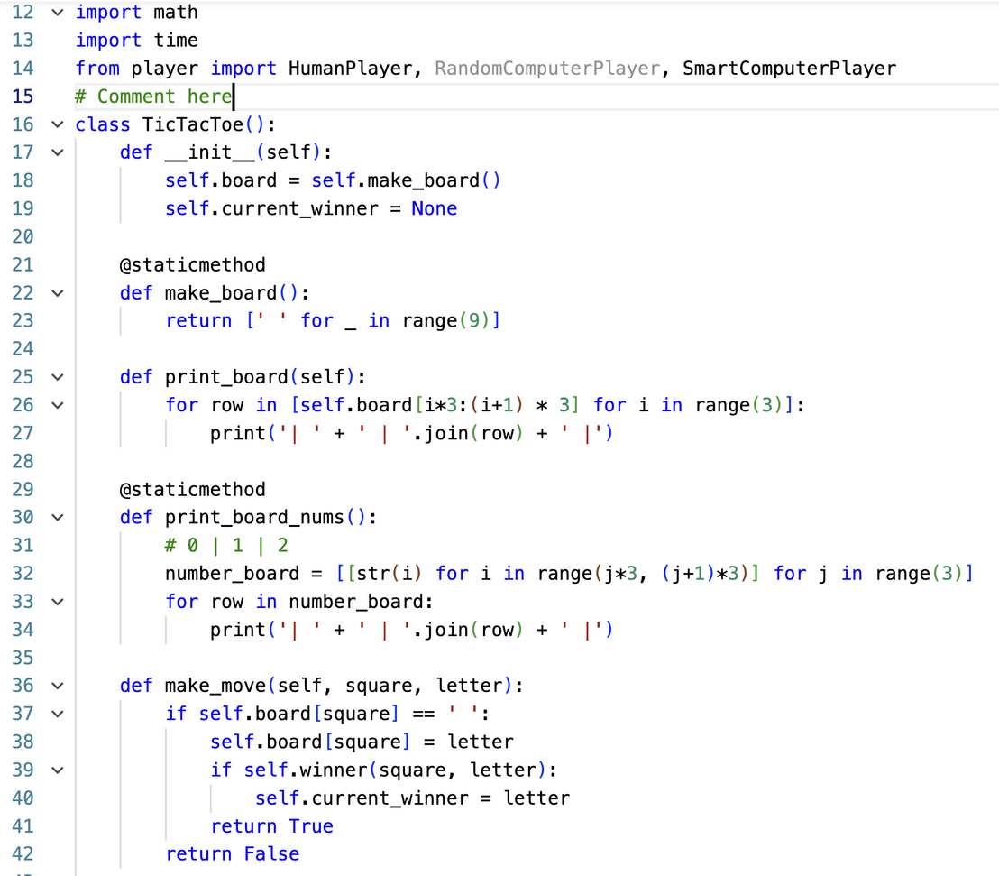 12 import math
13 import time
14 from player import HumanPlayer, RandomComputerPlayer, SmartComputerPlayer
15 # Comment here
16 class TicTacToe():
17     def __init__(self):
18         self.board = self.make_board()
19         self.current_winner = None
20
21     @staticmethod
22     def make_board():
23         return [' ' for _ in range(9)]
24
25     def print_board(self):
26         for row in [self.board[i*3:(i+1) * 3] for i in range(3)]:
27             print('| ' + ' | '.join(row) + ' |')
28
29     @staticmethod
30     def print_board_nums():
31         # 0 | 1 | 2
32         number_board = [[str(i) for i in range(j*3, (j+1)*3)] for j in range(3)]
33         for row in number_board:
34             print('| ' + ' | '.join(row) + ' |')
35
36     def make_move(self, square, letter):
37         if self.board[square] == ' ':
38             self.board[square] = letter
39             if self.winner(square, letter):
40                 self.current_winner = letter
41             return True
42         return False